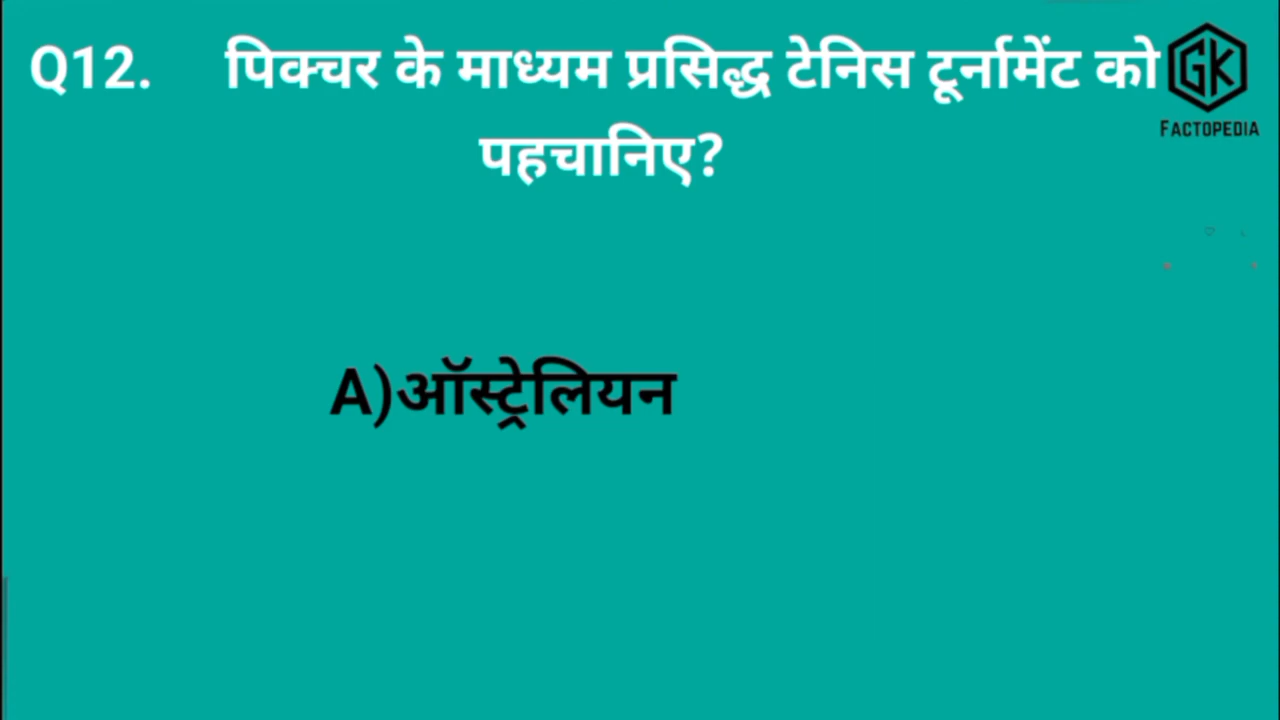 Q12. पिक्चर के माध्यम प्रसिद्ध टेनिस टूर्नामेंट को
पहचानिए?
GK
FACTOPEDIA
A)ऑस्ट्रेलियन